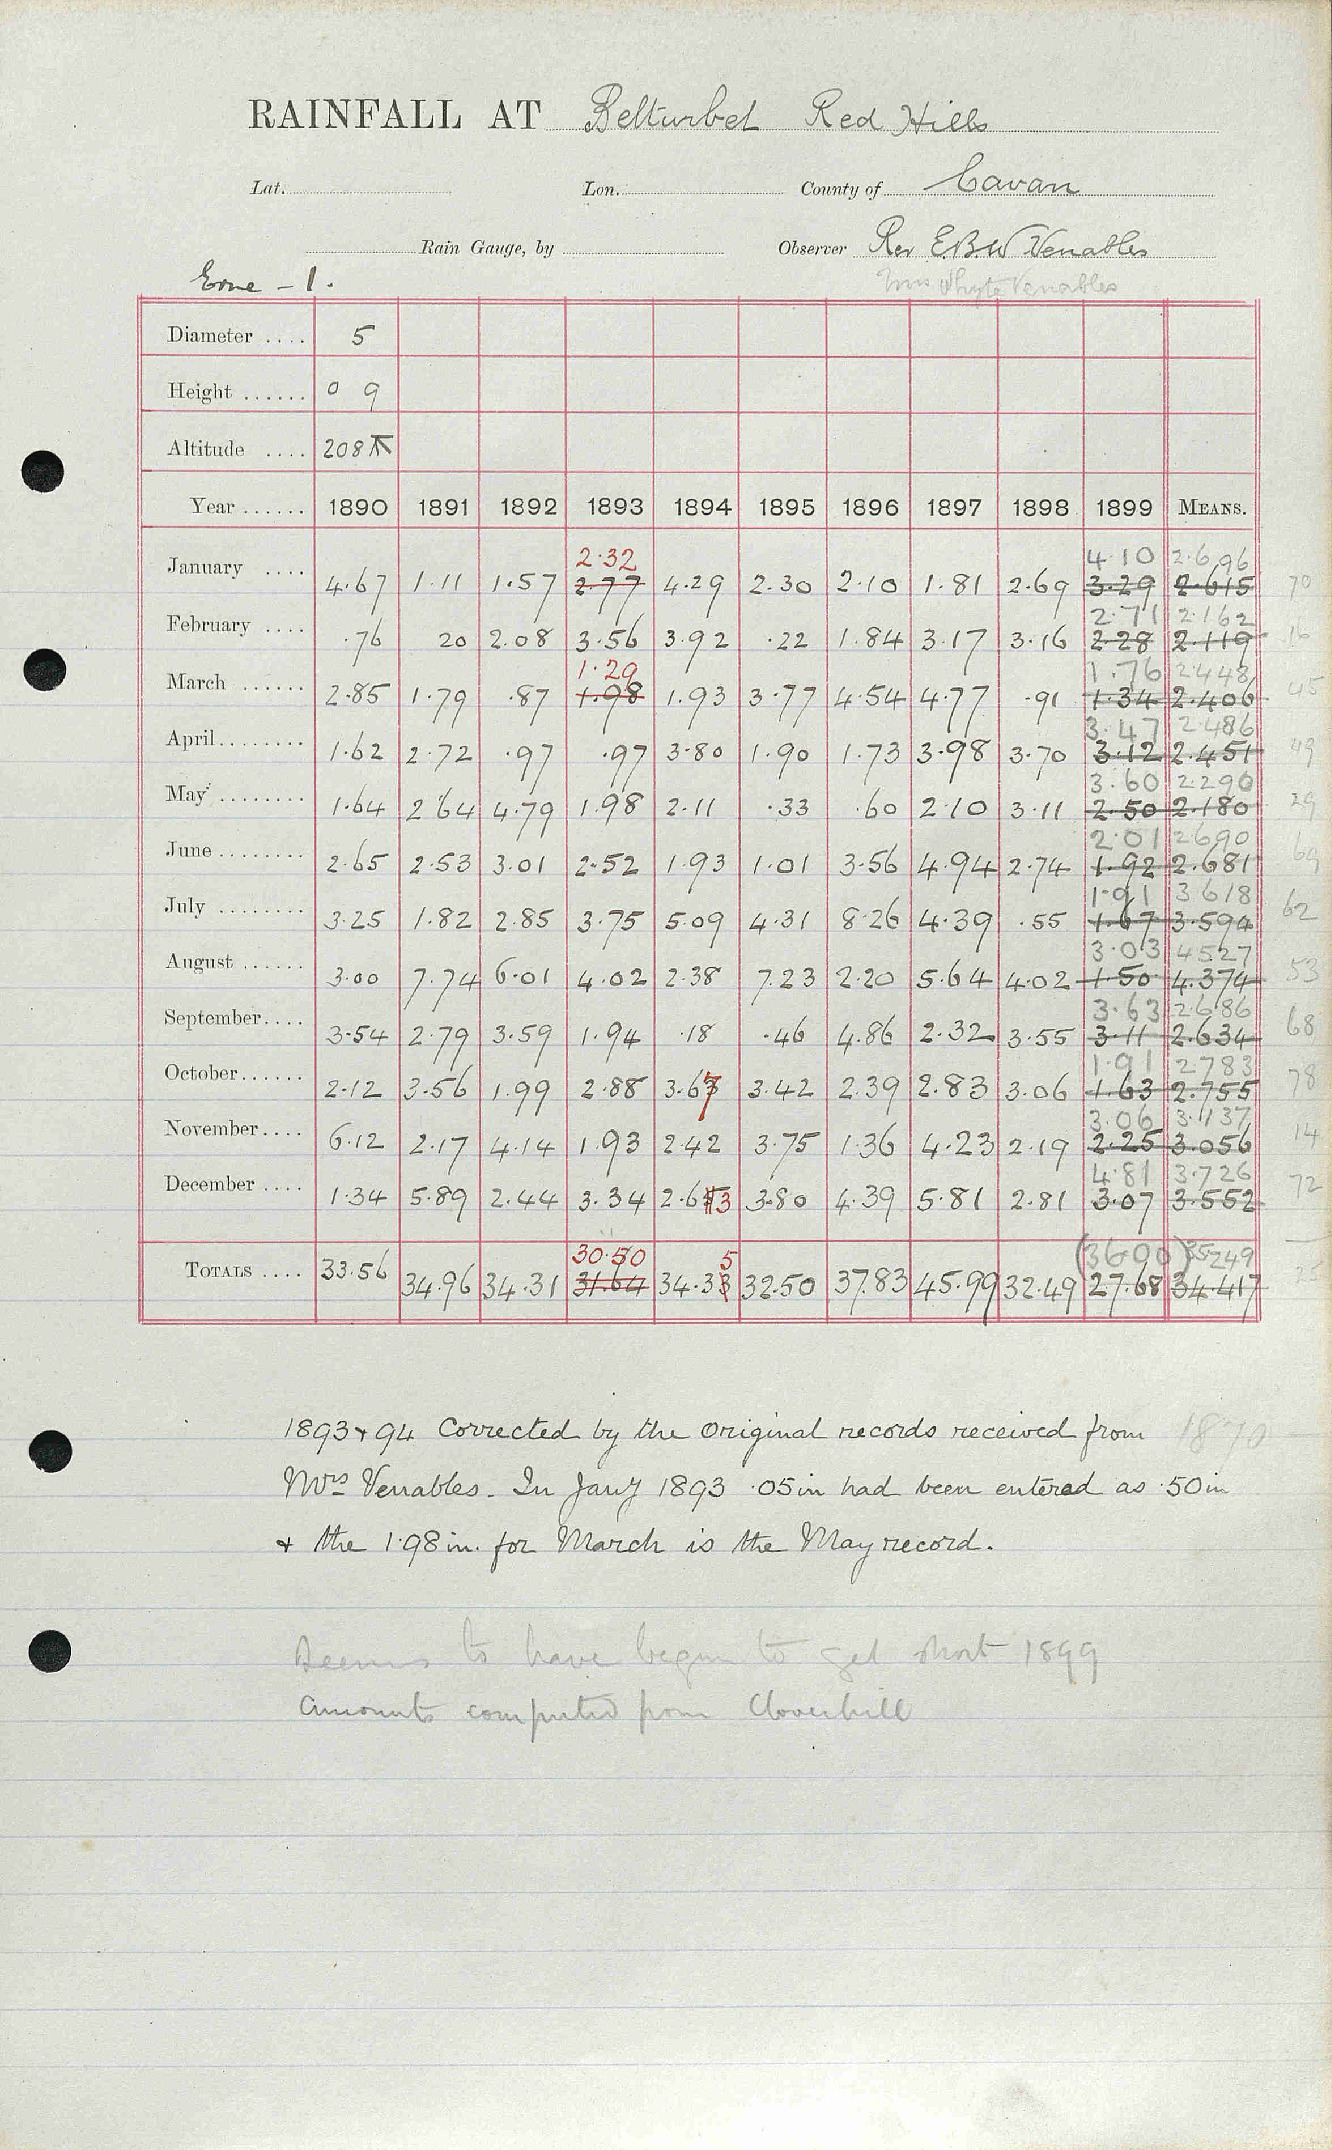 RAINFALL AT Belturbet Red Hills
Lat. Lon. County of Cavan
Rain Gauge, by Observer Rev E.B.W Venables
Erne - 1. Mrs Whyte Venables
Diameter .... 5
Height ...... 0 9
Altitude .... 208
Year ...... 1890 1891 1892 1893 1894 1895 1896 1897 1898 1899 MEANS.
2.32 4.10 2.696
January .... 4.67 1.11 1.57 2.77 4.29 2.30 2.10 1.81 2.69 3.29 2.615 70
2.71 2.162
February .... .76 20 2.08 3.56 3.92 .22 1.84 3.17 3.16 2.28 2.119 16
1.29 1.76 2448
March ...... 2.85 1.79 .87 1.98 1.93 3.77 4.54 4.77 .91 1.34 2.406 45
3.47 2.486
April........ 1.62 2.72 .97 .97 3.80 1.90 1.73 3.98 3.70 3.12 2.451 49
3.60 2290
May ........ 1.64 2.64 4.79 1.98 2.11 .33 .60 2.10 3.11 2.50 2.180 29
2.01 2690
June........ 2.65 2.53 3.01 2.52 1.93 1.01 3.56 4.94 2.74 1.92 2.681 69
1.91 3618
July ........ 3.25 1.82 2.85 3.75 5.09 4.31 8.26 4.39 .55 1.67 3.594 62
3.03 4527
August ...... 3.00 7.74 6.01 4.02 2.38 7.23 2.20 5.64 4.02 1.50 4.374 53
3.63 2.686
September.... 3.54 2.79 3.59 1.94 .18 .46 4.86 2.32 3.55 3.11 2.634 68
1.91 2783
October...... 2.12 3.56 1.99 2.88 3.67 3.42 2.39 2.83 3.06 1.63 2.755 78
3.06 3.137
November.... 6.12 2.17 4.14 1.93 2.42 3.75 1.36 4.23 2.19 2.25 3.056 14
4.81 3.726
December .... 1.34 5.89 2.44 3.34 2.63 3.80 4.39 5.81 2.81 3.07 3.552 72
30.50 5 (36.00) 35.249
TOTALS .... 33.56 34.96 34.31 31.64 34.33 32.50 37.83 45.99 32.49 27.68 34.417
1893 + 94 Corrected by the original records received from 1870
Mrs Venables. In Jany 1893 .05 in had been entered as .50 in
+ the 1.98 in. for March is the May record.
Seems to have begun to get short 1899
Amounts computed from Cloverhill